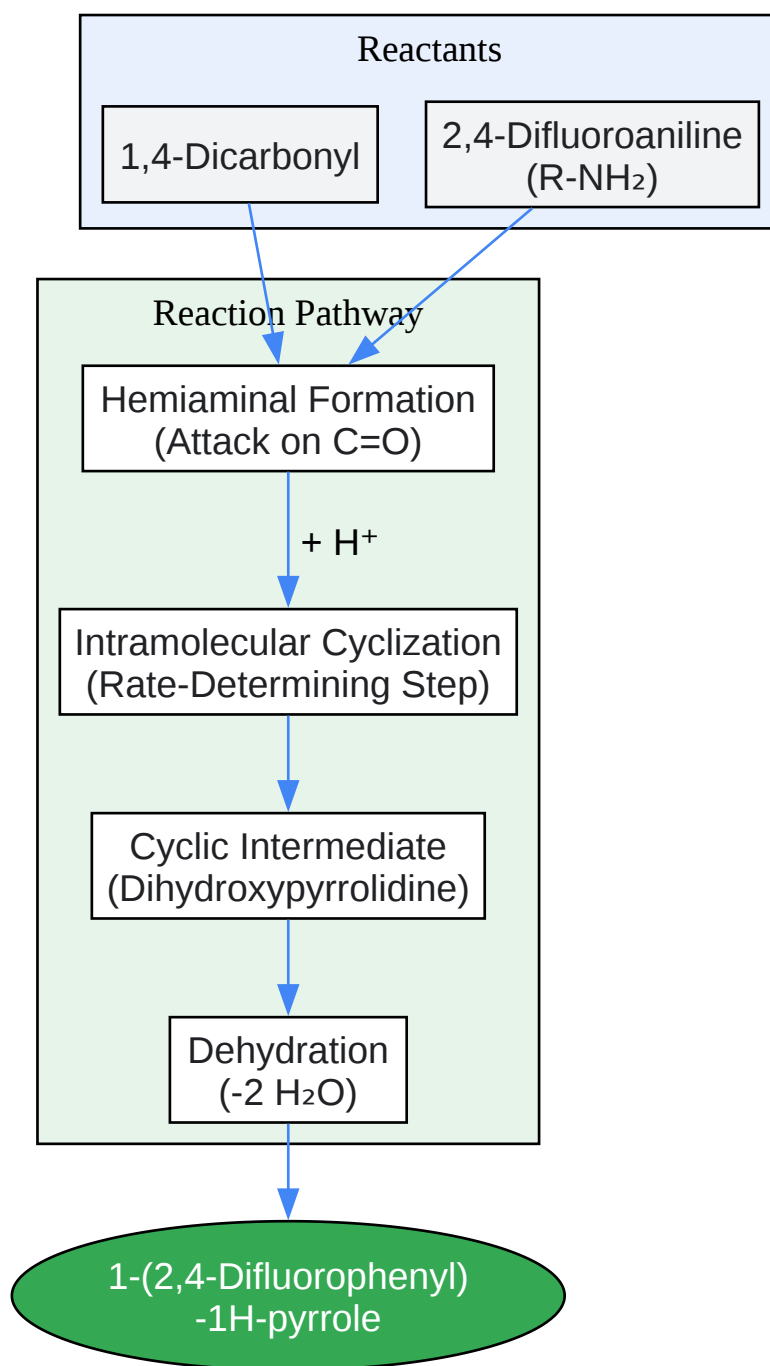 Reactants
1,4-Dicarbonyl
2,4-Difluoroaniline
(R-NH₂)
Reaction Pathway
Hemiaminal Formation
(Attack on C=O)
+ H⁺
Intramolecular Cyclization
(Rate-Determining Step)
Cyclic Intermediate
(Dihydroxypyrrolidine)
Dehydration
(-2 H₂O)
1-(2,4-Difluorophenyl)
-1H-pyrrole